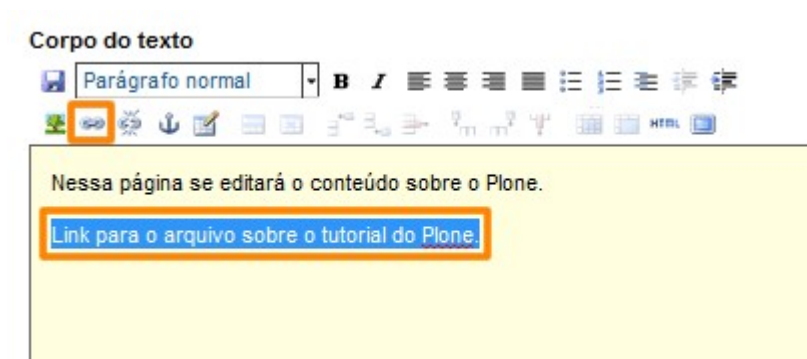 Corpo do texto
Parágrafo normal B I
HTML
Nessa página se editará o conteúdo sobre o Plone.
Link para o arquivo sobre o tutorial do Plone.